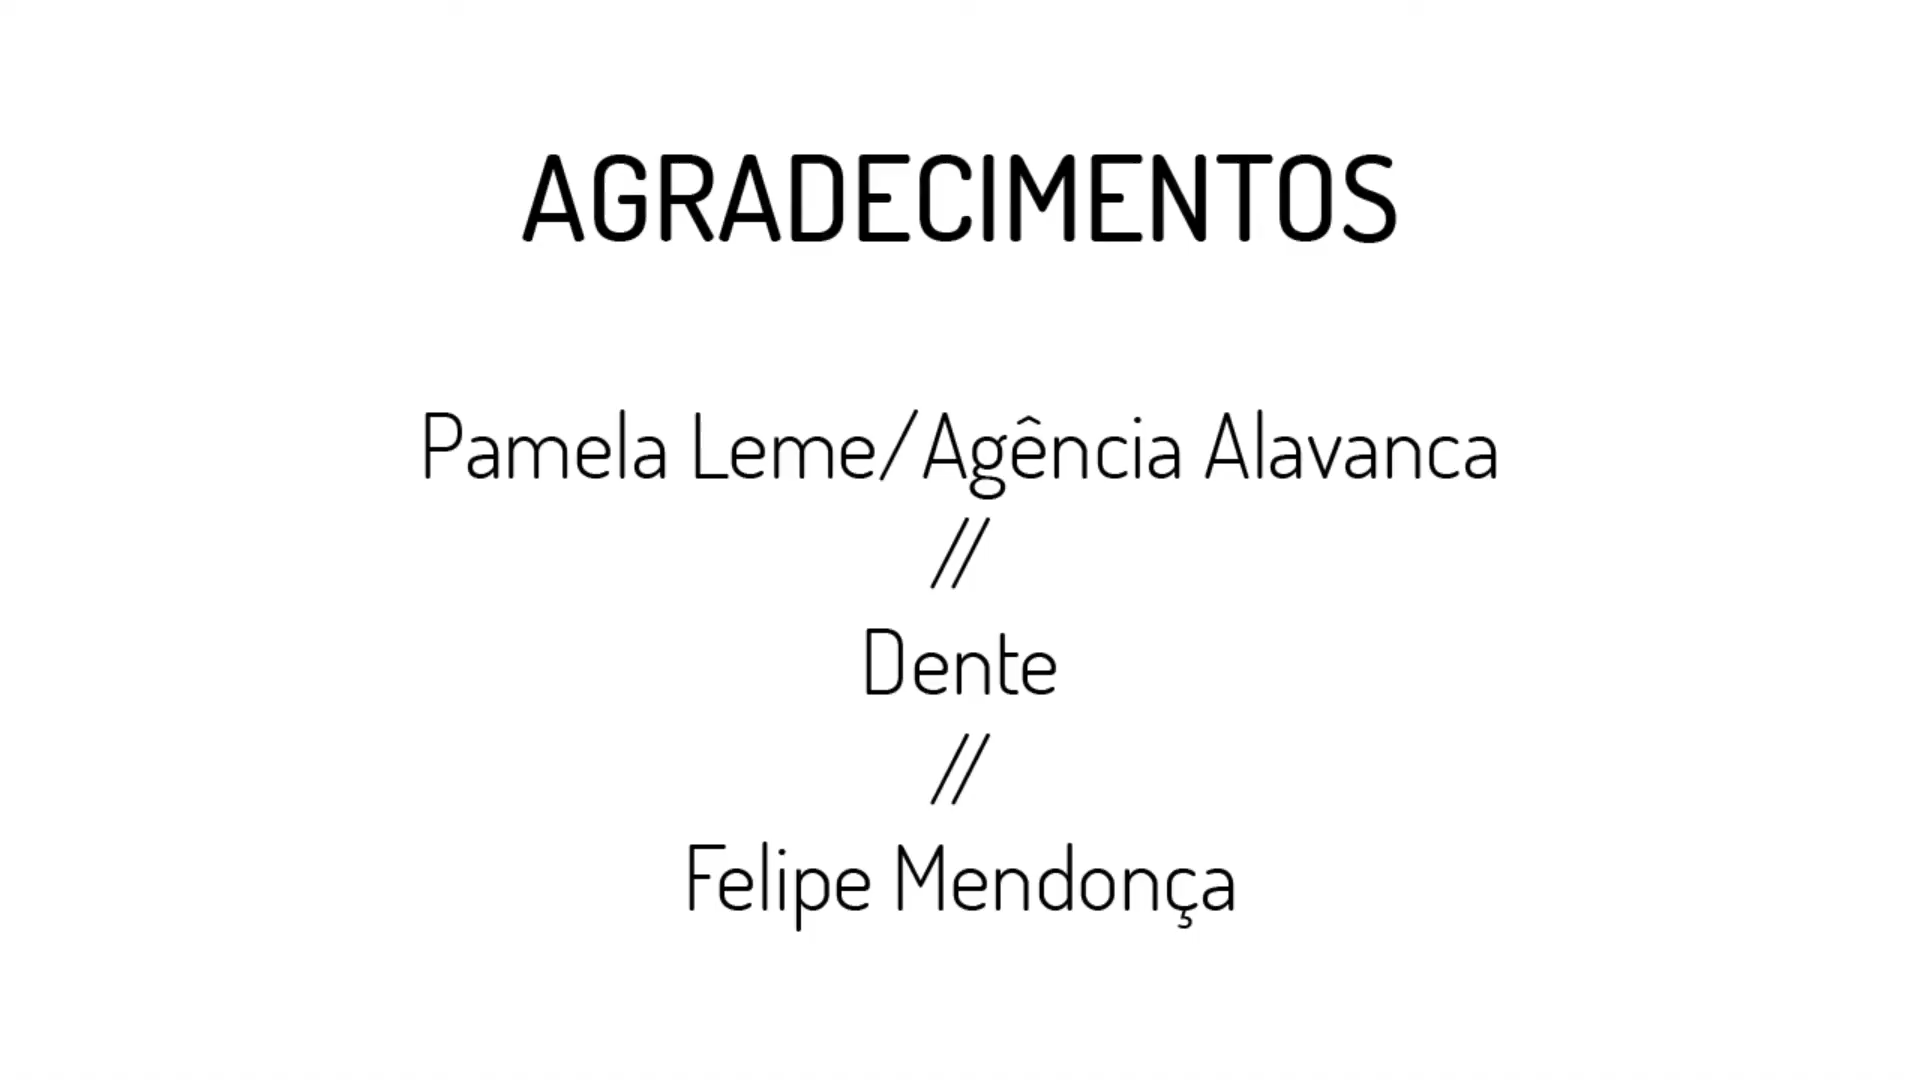 AGRADECIMENTOS
Pamela Leme/Agência Alavanca
//
Dente
//
Felipe Mendonça